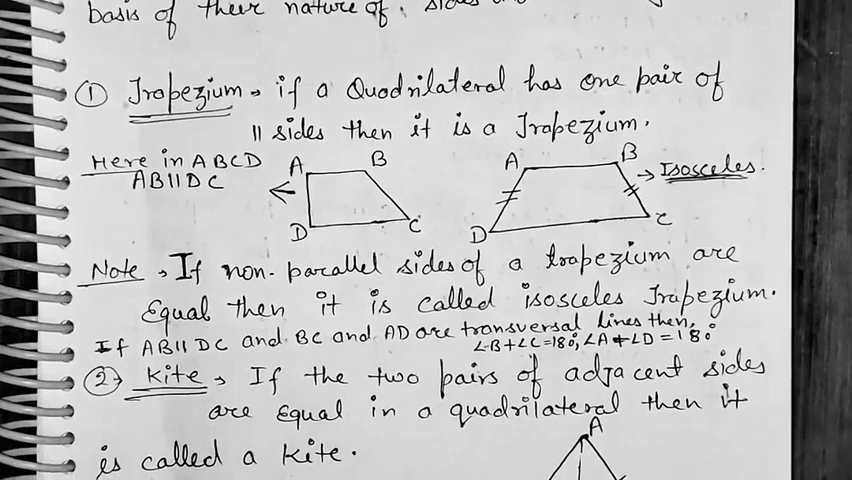 basis of their nature of. sides
① Trapezium → if a Quadrilateral has one pair of
|| sides then it is a Trapezium.
Here in ABCD
AB||DC
A B
D C
A B → Isosceles.
D C
Note → If non-parallel sides of a trapezium are
Equal then it is called isosceles Trapezium.
If AB||DC and BC and AD are transversal lines then,
∠B+∠C=180°, ∠A+∠D=180°
② Kite → If the two pairs of adjacent sides
are Equal in a quadrilateral then it
is called a Kite.
A